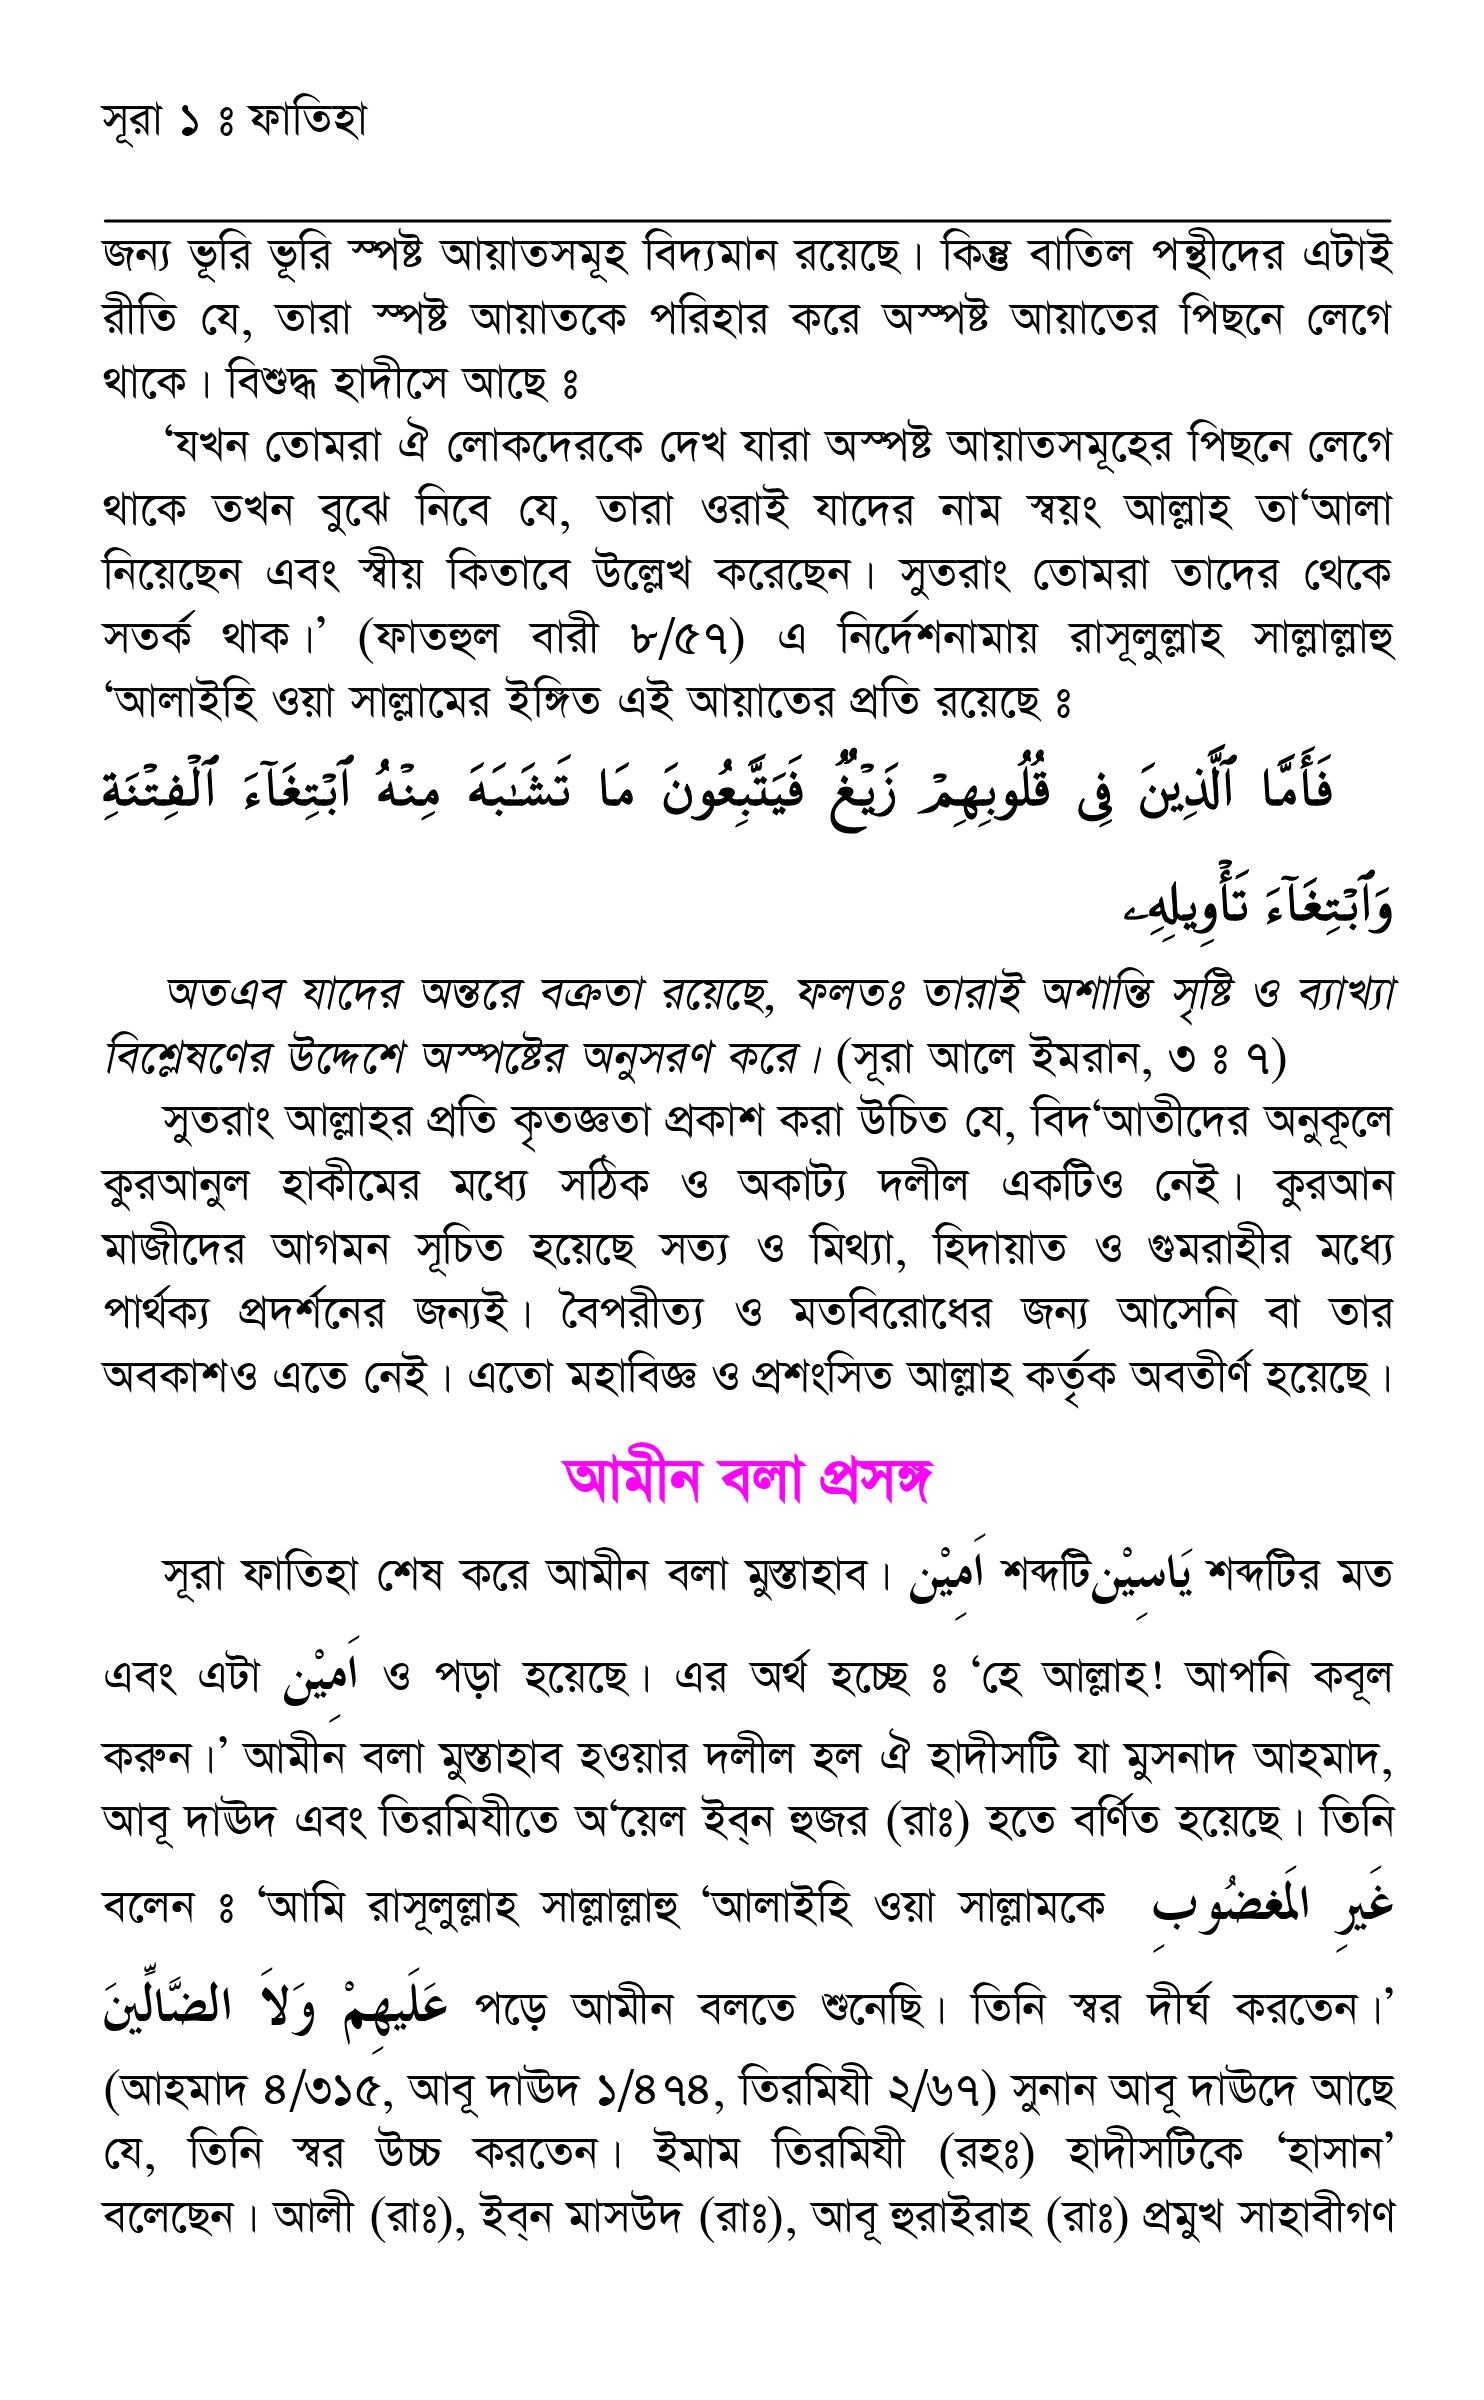 সূরা ১ ঃ ফাতিহা
জন্য ভূরি ভূরি স্পষ্ট আয়াতসমূহ বিদ্যমান রয়েছে। কিন্তু বাতিল পন্থীদের এটাই
রীতি যে, তারা স্পষ্ট আয়াতকে পরিহার করে অস্পষ্ট আয়াতের পিছনে লেগে
থাকে। বিশুদ্ধ হাদীসে আছে ঃ
‘যখন তোমরা ঐ লোকদেরকে দেখ যারা অস্পষ্ট আয়াতসমূহের পিছনে লেগে
থাকে তখন বুঝে নিবে যে, তারা ওরাই যাদের নাম স্বয়ং আল্লাহ তা‘আলা
নিয়েছেন এবং স্বীয় কিতাবে উল্লেখ করেছেন। সুতরাং তোমরা তাদের থেকে
সতর্ক থাক।’ (ফাতহুল বারী ৮/৫৭) এ নির্দেশনামায় রাসূলুল্লাহ সাল্লাল্লাহু
‘আলাইহি ওয়া সাল্লামের ইঙ্গিত এই আয়াতের প্রতি রয়েছে ঃ
فَأَمَّا ٱلَّذِينَ فِى قُلُوبِهِمْ زَيْغٌ فَيَتَّبِعُونَ مَا تَشَـٰبَهَ مِنْهُ ٱبْتِغَآءَ ٱلْفِتْنَةِ
وَٱبْتِغَآءَ تَأْوِيلِهِۦ
অতএব যাদের অন্তরে বক্রতা রয়েছে, ফলতঃ তারাই অশান্তি সৃষ্টি ও ব্যাখ্যা
বিশ্লেষণের উদ্দেশে অস্পষ্টের অনুসরণ করে। (সূরা আলে ইমরান, ৩ ঃ ৭)
সুতরাং আল্লাহর প্রতি কৃতজ্ঞতা প্রকাশ করা উচিত যে, বিদ‘আতীদের অনুকূলে
কুরআনুল হাকীমের মধ্যে সঠিক ও অকাট্য দলীল একটিও নেই। কুরআন
মাজীদের আগমন সূচিত হয়েছে সত্য ও মিথ্যা, হিদায়াত ও গুমরাহীর মধ্যে
পার্থক্য প্রদর্শনের জন্যই। বৈপরীত্য ও মতবিরোধের জন্য আসেনি বা তার
অবকাশও এতে নেই। এতো মহাবিজ্ঞ ও প্রশংসিত আল্লাহ কর্তৃক অবতীর্ণ হয়েছে।
আমীন বলা প্রসঙ্গ
সূরা ফাতিহা শেষ করে আমীন বলা মুস্তাহাব। اَمِيْن শব্দটি يَاسِيْن শব্দটির মত
এবং এটা اَمِيْن ও পড়া হয়েছে। এর অর্থ হচ্ছে ঃ ‘হে আল্লাহ! আপনি কবূল
করুন।’ আমীন বলা মুস্তাহাব হওয়ার দলীল হল ঐ হাদীসটি যা মুসনাদ আহমাদ,
আবূ দাঊদ এবং তিরমিযীতে অ‘য়েল ইব্‌ন হুজর (রাঃ) হতে বর্ণিত হয়েছে। তিনি
বলেন ঃ ‘আমি রাসূলুল্লাহ সাল্লাল্লাহু ‘আলাইহি ওয়া সাল্লামকে غَيرِ المَغضُوبِ
عَلَيهِمْ وَلاَ الضَّالِّينَ পড়ে আমীন বলতে শুনেছি। তিনি স্বর দীর্ঘ করতেন।’
(আহমাদ ৪/৩১৫, আবূ দাঊদ ১/৪৭৪, তিরমিযী ২/৬৭) সুনান আবূ দাঊদে আছে
যে, তিনি স্বর উচ্চ করতেন। ইমাম তিরমিযী (রহঃ) হাদীসটিকে ‘হাসান’
বলেছেন। আলী (রাঃ), ইব্‌ন মাসউদ (রাঃ), আবূ হুরাইরাহ (রাঃ) প্রমুখ সাহাবীগণ